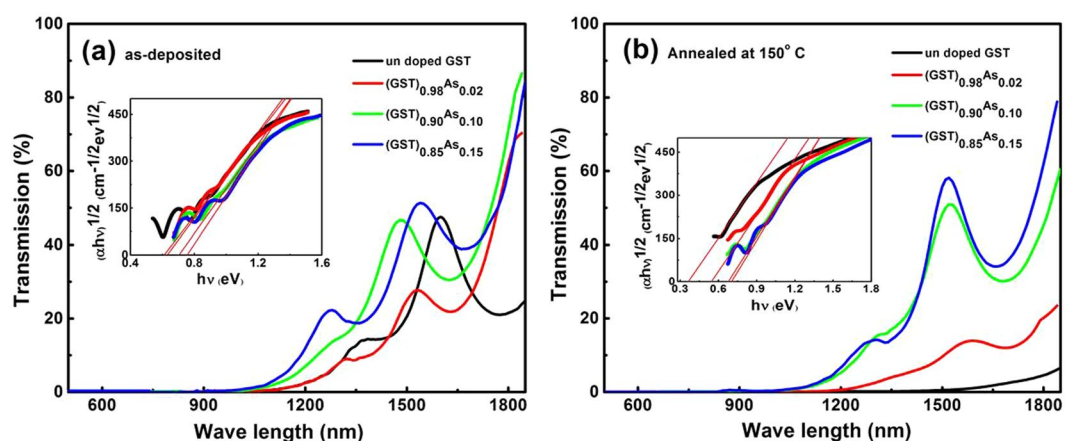 (a) as-deposited
un doped GST
(GST)0.98As0.02
(GST)0.90As0.10
(GST)0.85As0.15
Transmission (%)
100
80
60
40
20
0
600 900 1200 1500 1800
Wave length (nm)
(αhν)1/2 (cm-1/2ev1/2)
450
300
150
0
0.4 0.8 1.2 1.6
hν (eV)
(b) Annealed at 150° C
un doped GST
(GST)0.98As0.02
(GST)0.90As0.10
(GST)0.85As0.15
Transmission (%)
100
80
60
40
20
0
600 900 1200 1500 1800
Wave length (nm)
(αhν)1/2 (cm-1/2ev1/2)
450
300
150
0
0.3 0.6 0.9 1.2 1.5 1.8
hν (eV)